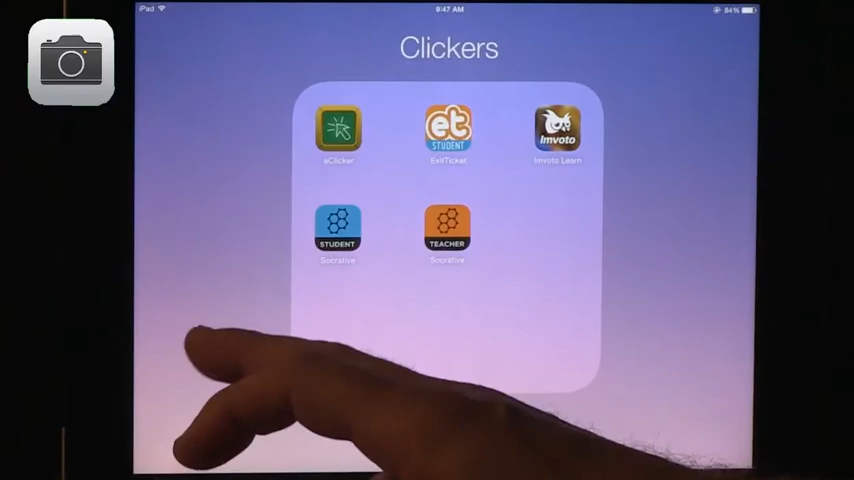 iPad 9:47 AM 84%
Clickers
et
STUDENT
imvoto
eClicker ExitTicket Imvoto Learn
STUDENT TEACHER
Socrative Socrative